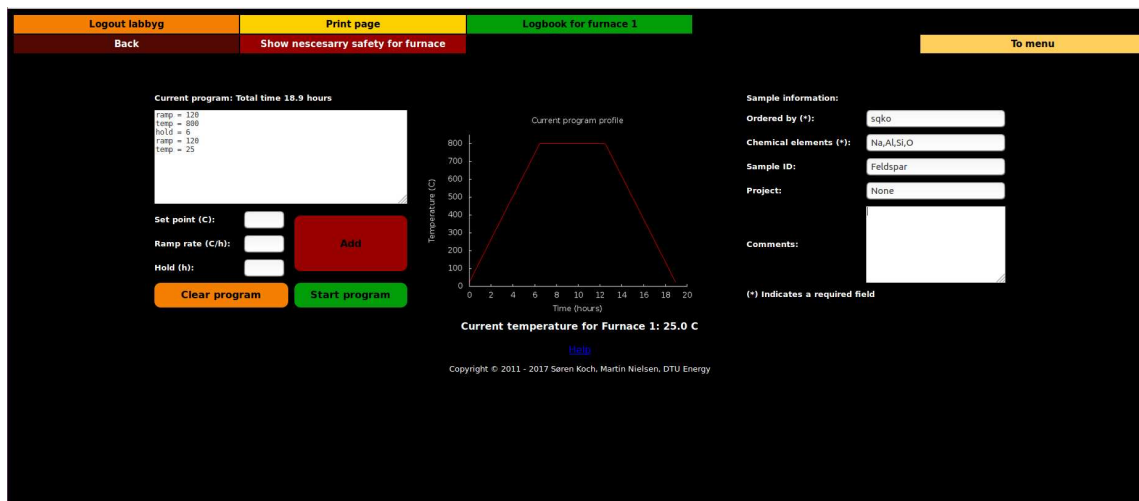 Logout labbyg
Print page
Logbook for furnace 1
Back
Show nescesarry safety for furnace
To menu
Current program: Total time 18.9 hours
ramp = 120
temp = 800
hold = 6
ramp = 120
temp = 25
Set point (C):
Ramp rate (C/h):
Hold (h):
Add
Clear program
Start program
Current program profile
Temperature (C)
800
700
600
500
400
300
200
100
0
0 2 4 6 8 10 12 14 16 18 20
Time (hours)
Current temperature for Furnace 1: 25.0 C
Help
Copyright © 2011 - 2017 Søren Koch, Martin Nielsen, DTU Energy
Sample information:
Ordered by (*):
sqko
Chemical elements (*):
Na,Al,Si,O
Sample ID:
Feldspar
Project:
None
Comments:
(*) Indicates a required field